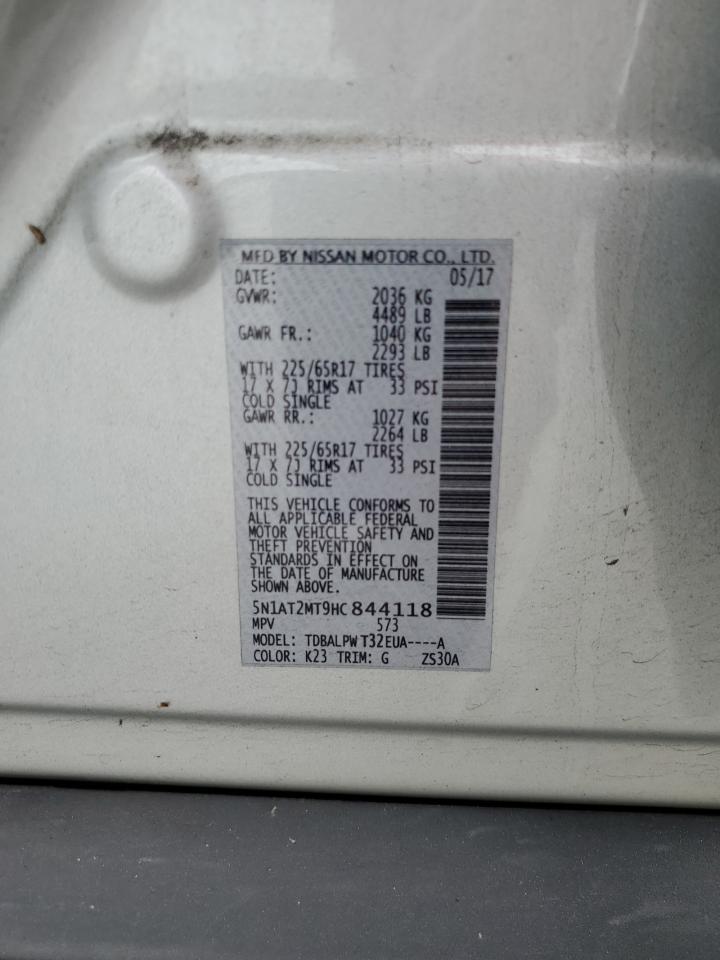 MFD BY NISSAN MOTOR CO., LTD.
DATE: 05/17
GVWR: 2036 KG
4489 LB
GAWR FR.: 1040 KG
2293 LB
WITH 225/65R17 TIRES
17 X 7J RIMS AT 33 PSI
COLD SINGLE
GAWR RR.: 1027 KG
2264 LB
WITH 225/65R17 TIRES
17 X 7J RIMS AT 33 PSI
COLD SINGLE
THIS VEHICLE CONFORMS TO
ALL APPLICABLE FEDERAL
MOTOR VEHICLE SAFETY AND
THEFT PREVENTION
STANDARDS IN EFFECT ON
THE DATE OF MANUFACTURE
SHOWN ABOVE.
5N1AT2MT9HC844118
MPV 573
MODEL: TDBALPW T32EUA----A
COLOR: K23 TRIM: G ZS30A